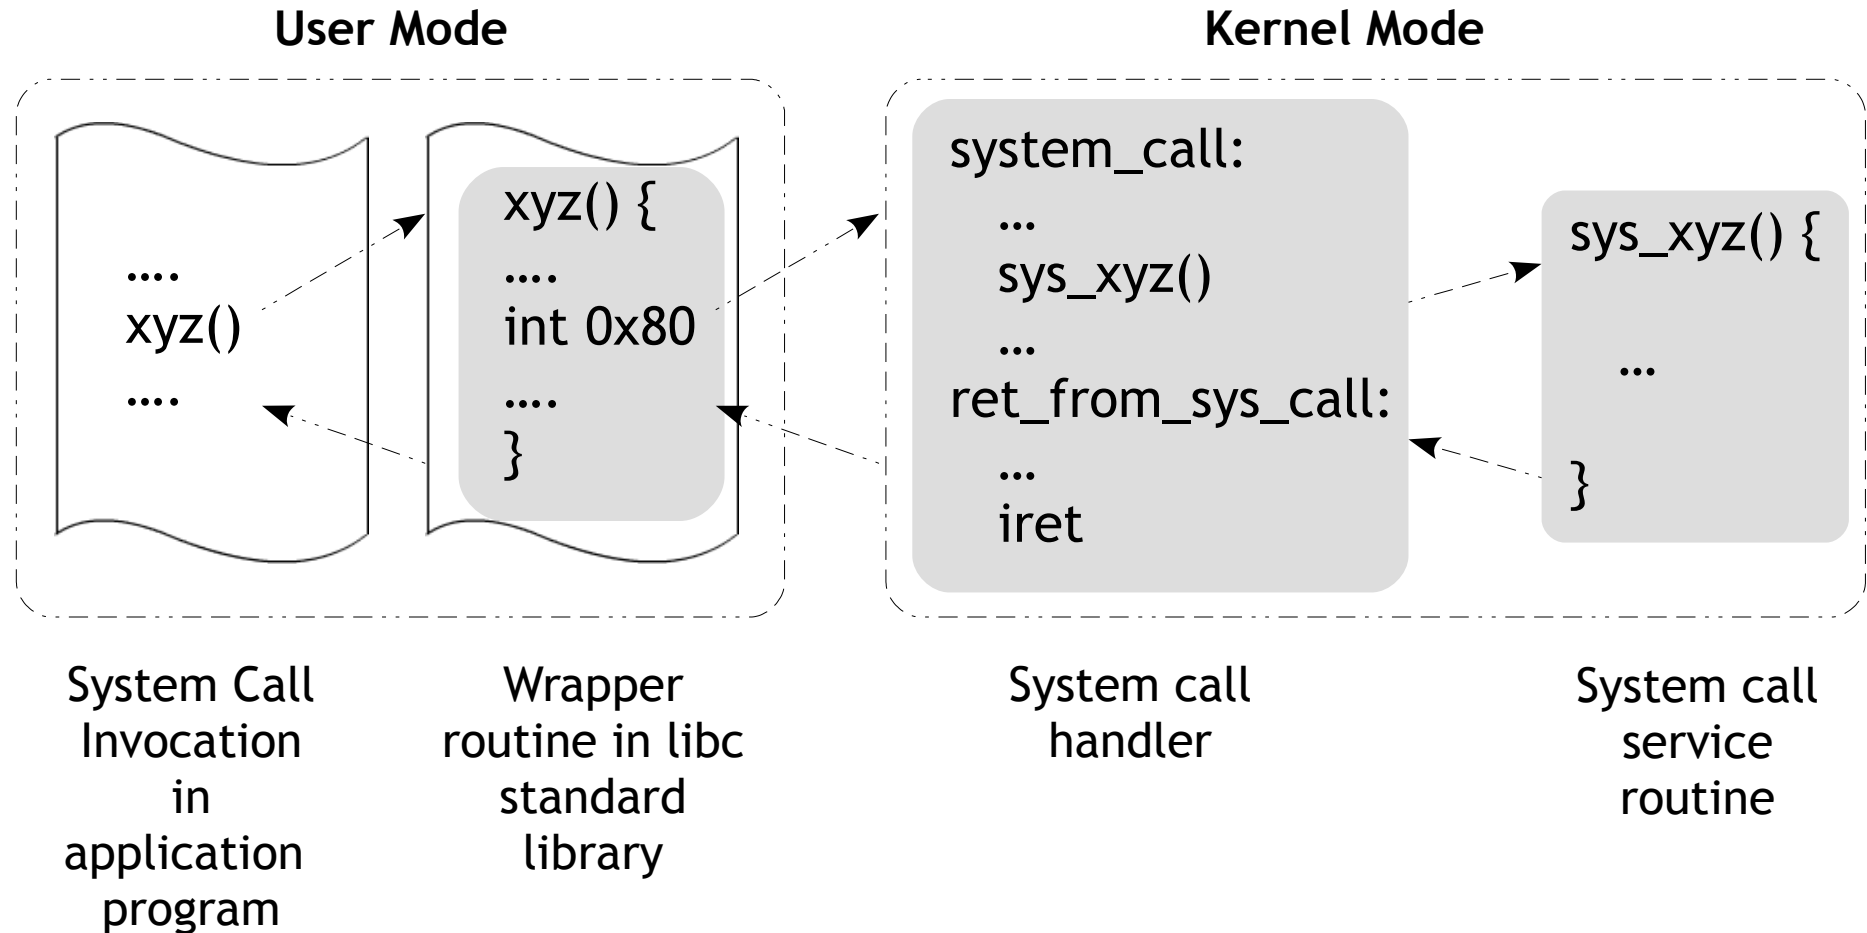 User Mode
Kernel Mode
....
xyz()
....
xyz() {
....
int 0x80
....
}
system_call:
...
sys_xyz()
...
ret_from_sys_call:
...
iret
sys_xyz() {
...
}
System Call
Invocation
in
application
program
Wrapper
routine in libc
standard
library
System call
handler
System call
service
routine